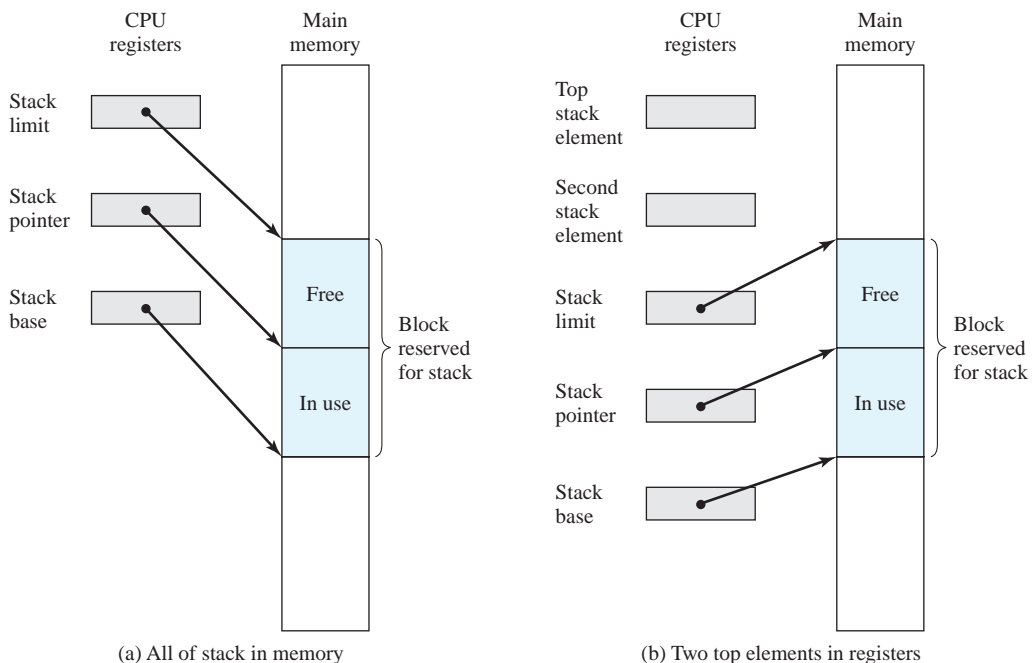 CPU
registers
Main
memory
Stack
limit
Stack
pointer
Stack
base
Free
In use
Block
reserved
for stack
(a) All of stack in memory
CPU
registers
Main
memory
Top
stack
element
Second
stack
element
Stack
limit
Stack
pointer
Stack
base
Free
In use
Block
reserved
for stack
(b) Two top elements in registers